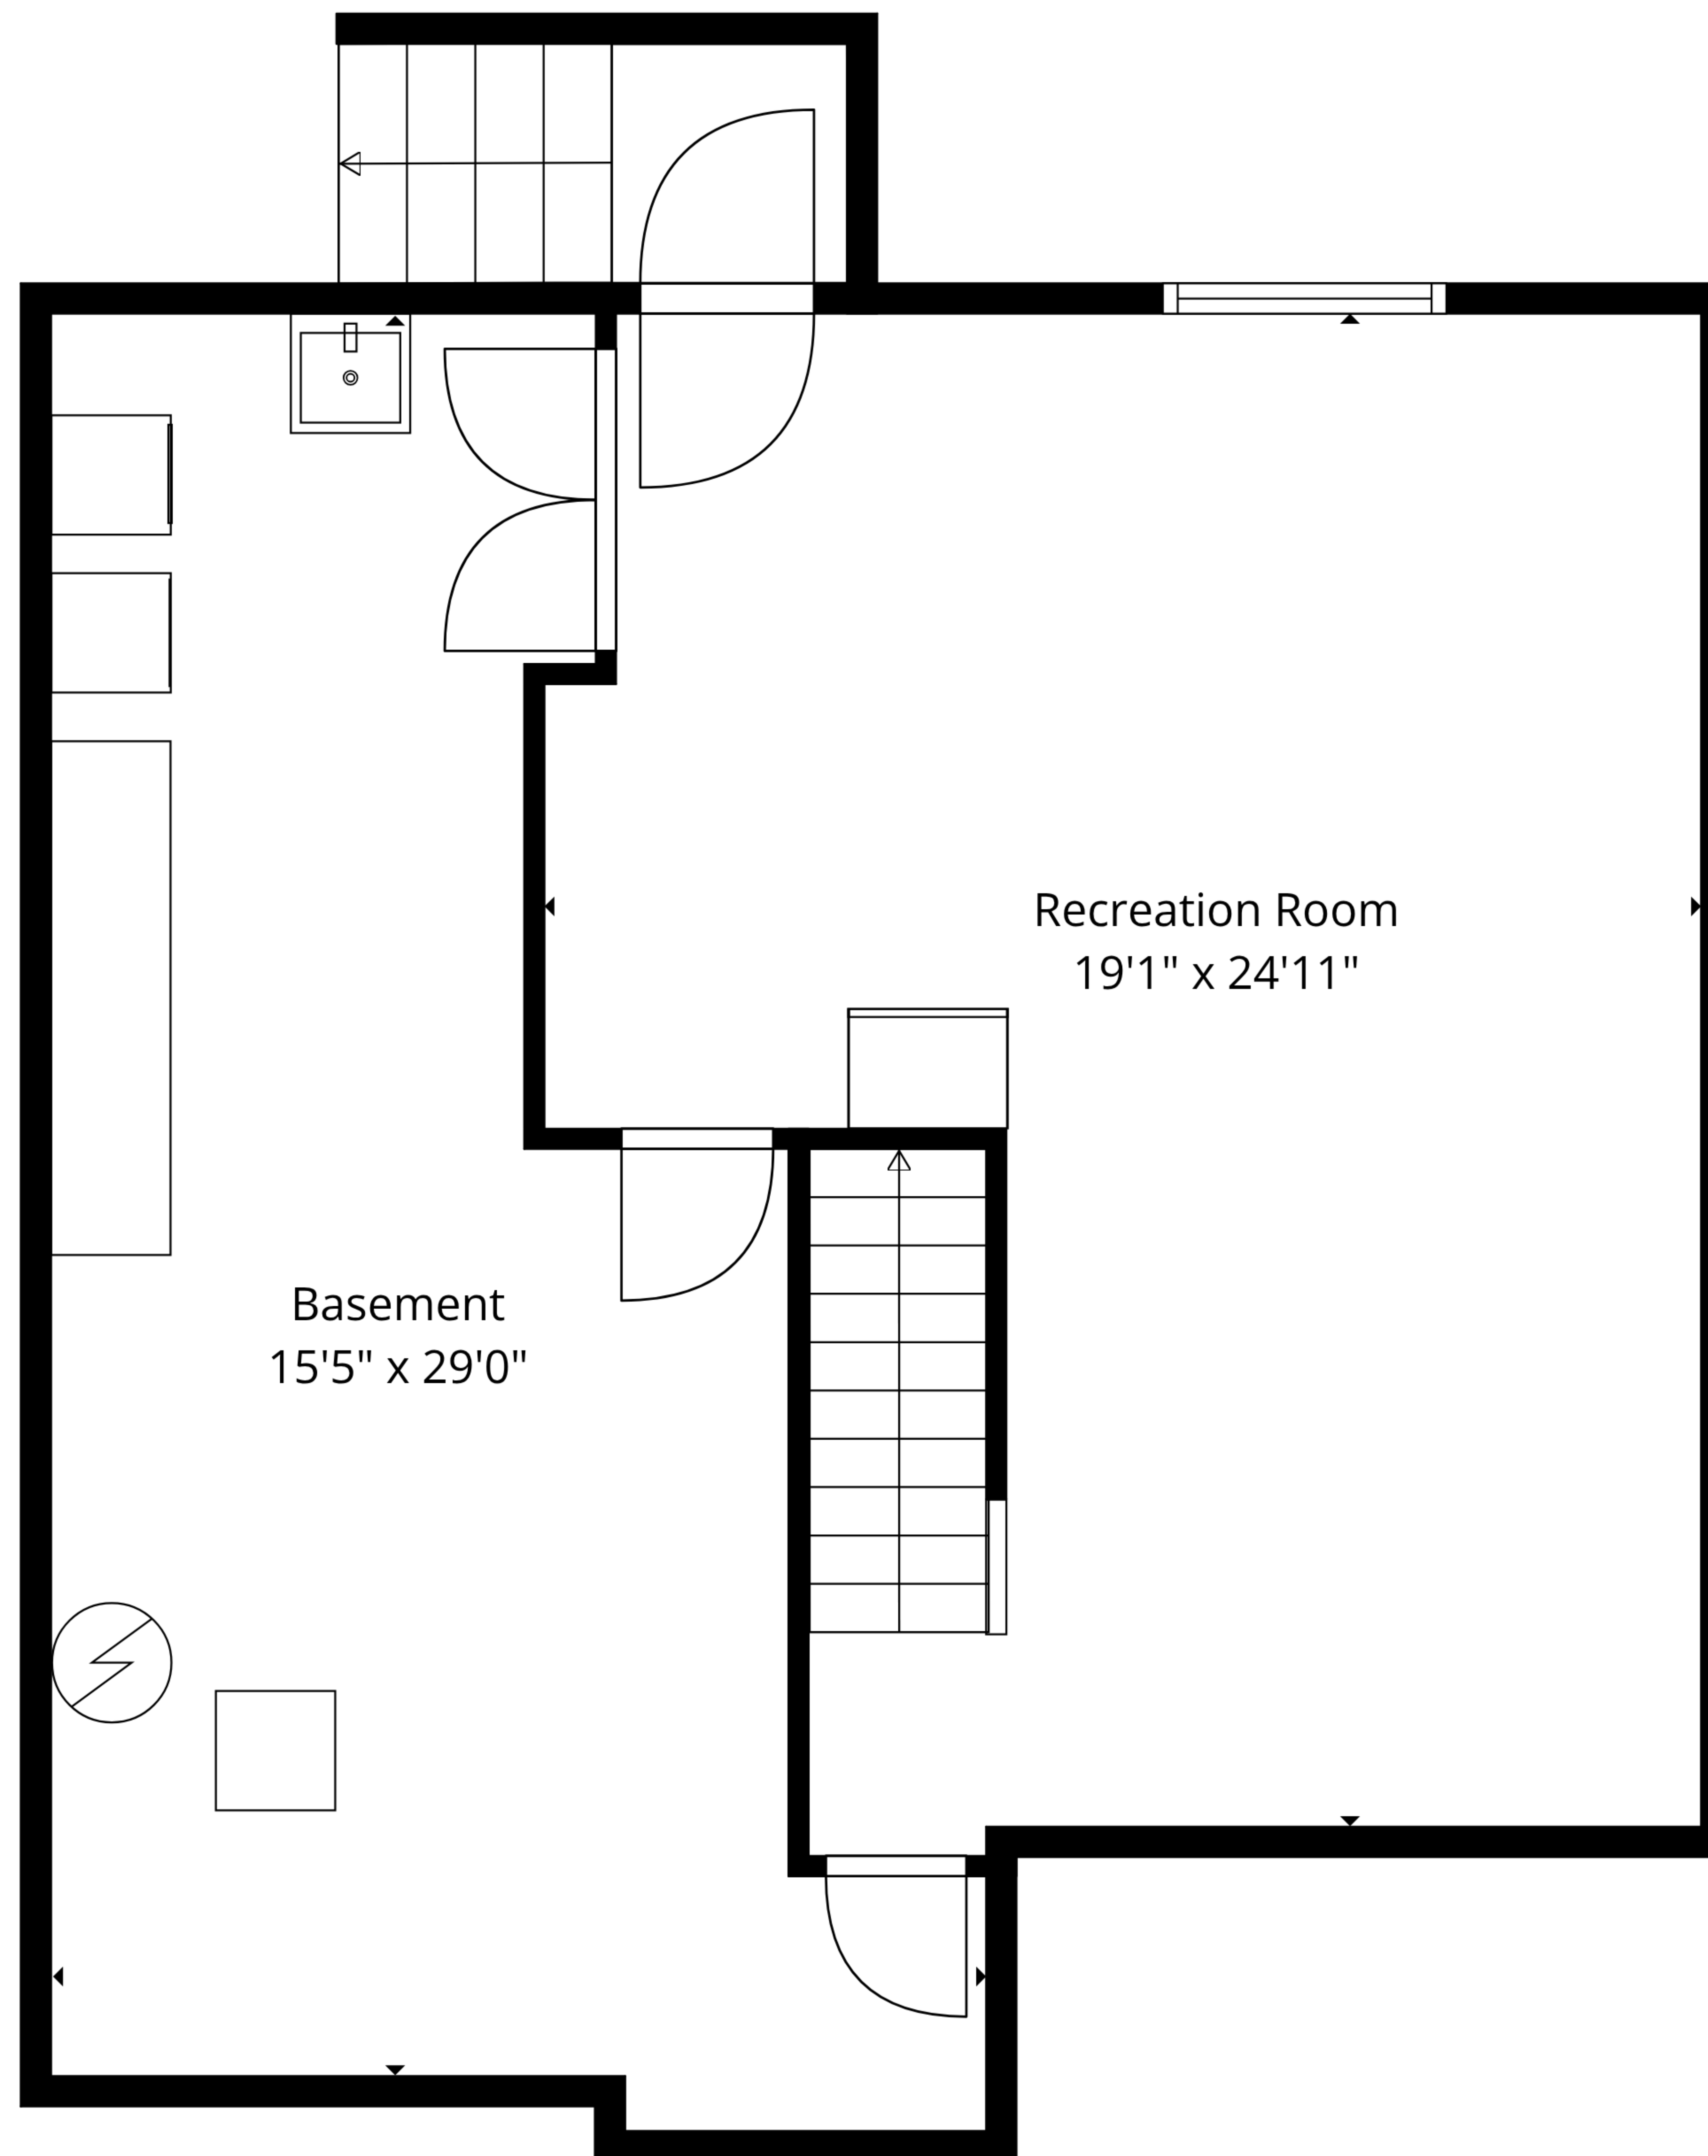 Recreation Room
19'1" x 24'11"
Basement
15'5" x 29'0"